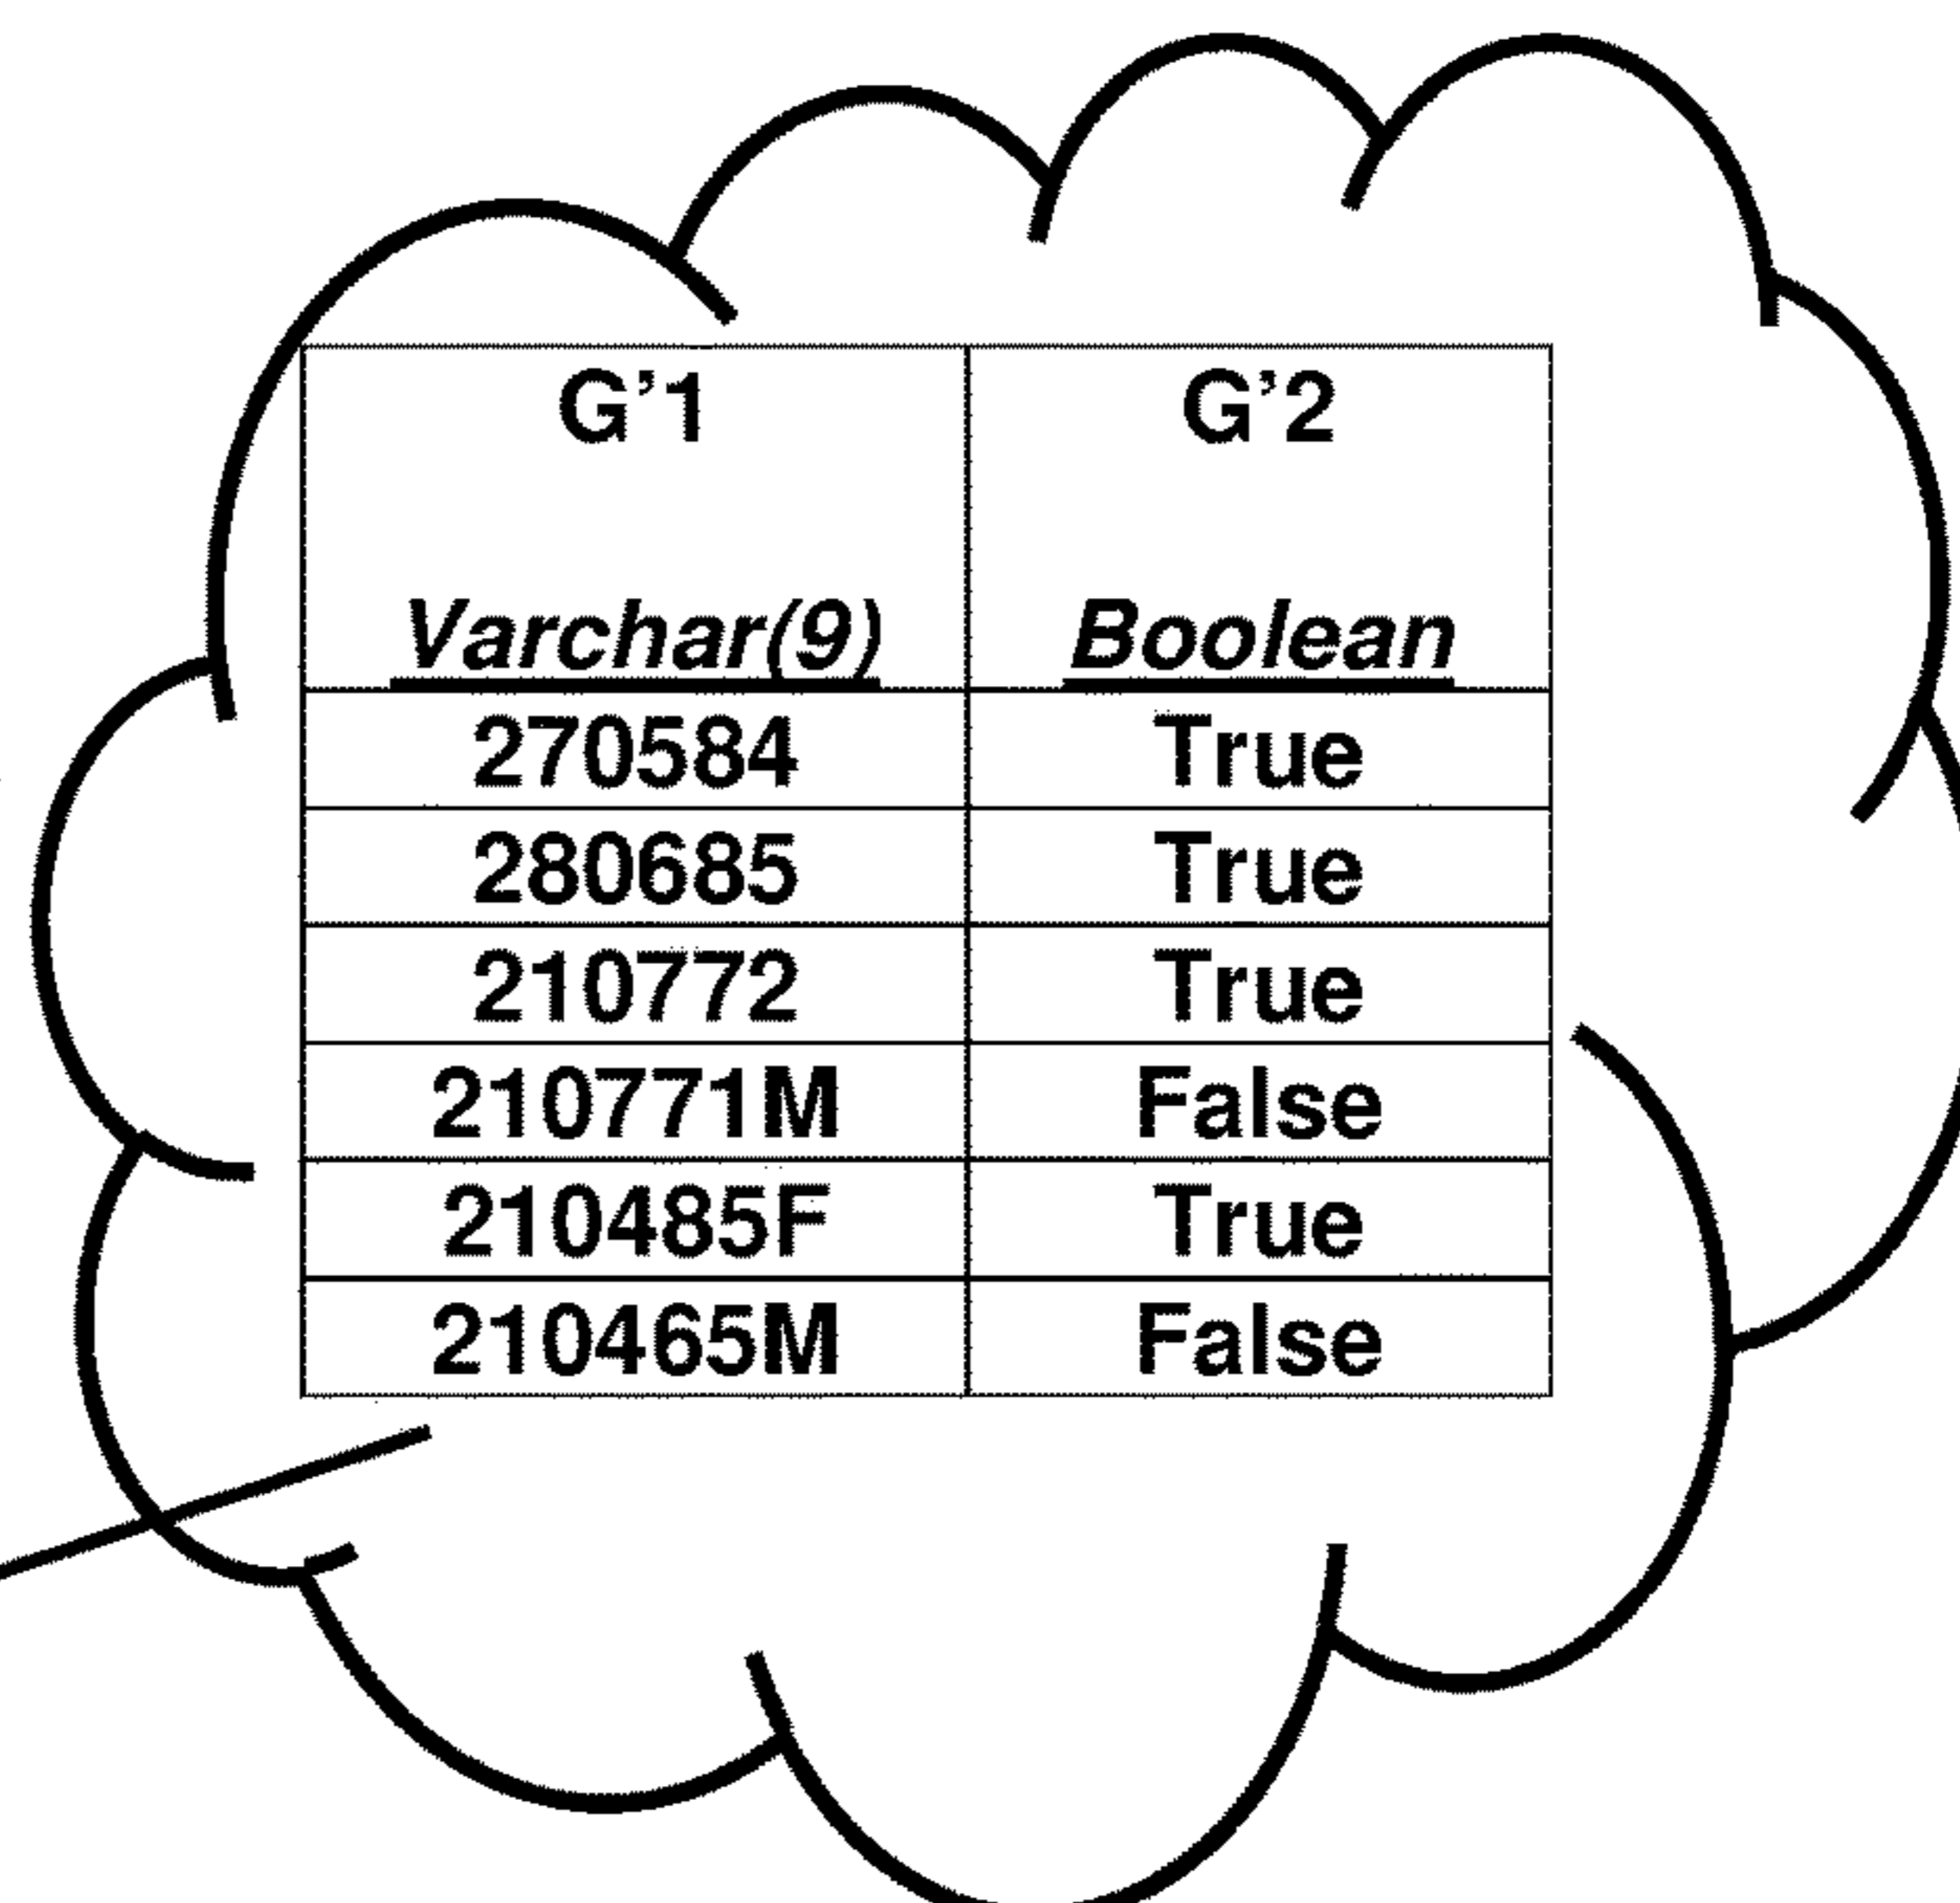 G’1 G’2
Varchar(9) Boolean
270584 True
280685 True
210772 True
210771M False
210485F True
210465M False